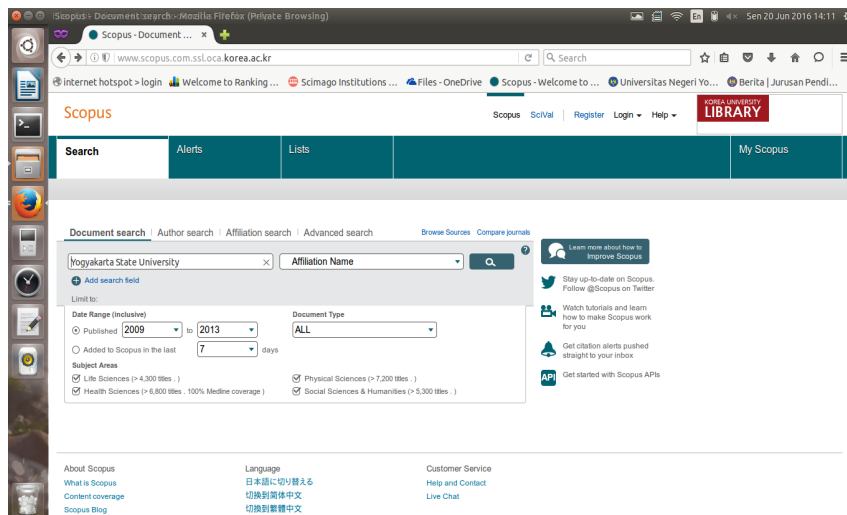 Scopus - Document search - Mozilla Firefox (Private Browsing)
En
Sen 20 Jun 2016 14:11
Scopus - Document ... ×
www.scopus.com.ssl.oca.korea.ac.kr
Search
internet hotspot > login Welcome to Ranking ... Scimago Institutions ... Files - OneDrive Scopus - Welcome to ... Universitas Negeri Yo... Berita | Jurusan Pendi...
Scopus
Scopus SciVal Register Login Help
KOREA UNIVERSITY
LIBRARY
Search Alerts Lists My Scopus
Document search Author search Affiliation search Advanced search Browse Sources Compare journals
Yogyakarta State University × Affiliation Name
Add search field
Limit to:
Date Range (inclusive) Document Type
Published 2009 to 2013 ALL
Added to Scopus in the last 7 days
Subject Areas
Life Sciences (> 4,300 titles . ) Physical Sciences (> 7,200 titles . )
Health Sciences (> 6,800 titles . 100% Medline coverage ) Social Sciences & Humanities (> 5,300 titles . )
?
Learn more about how to
Improve Scopus
Stay up-to-date on Scopus.
Follow @Scopus on Twitter
Watch tutorials and learn
how to make Scopus work
for you
Get citation alerts pushed
straight to your inbox
API Get started with Scopus APIs
About Scopus Language Customer Service
What is Scopus 日本語に切り替える Help and Contact
Content coverage 切换到简体中文 Live Chat
Scopus Blog 切換到繁體中文